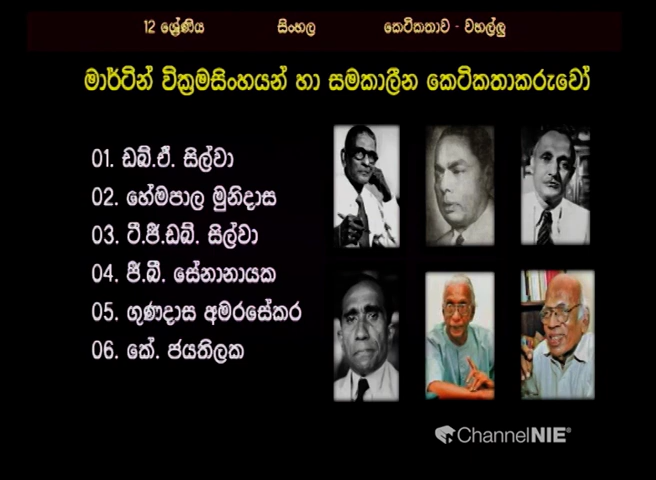 12 ශ්‍රේණිය සිංහල කෙටිකතාව - වහල්ලු
මාර්ටින් වික්‍රමසිංහයන් හා සමකාලීන කෙටිකතාකරුවෝ
01. ඩබ්.ඒ. සිල්වා
02. හේමපාල මුනිදාස
03. ටී.ජී.ඩබ්. සිල්වා
04. ජී.බී. සේනානායක
05. ගුණදාස අමරසේකර
06. කේ. ජයතිලක
ChannelNIE®